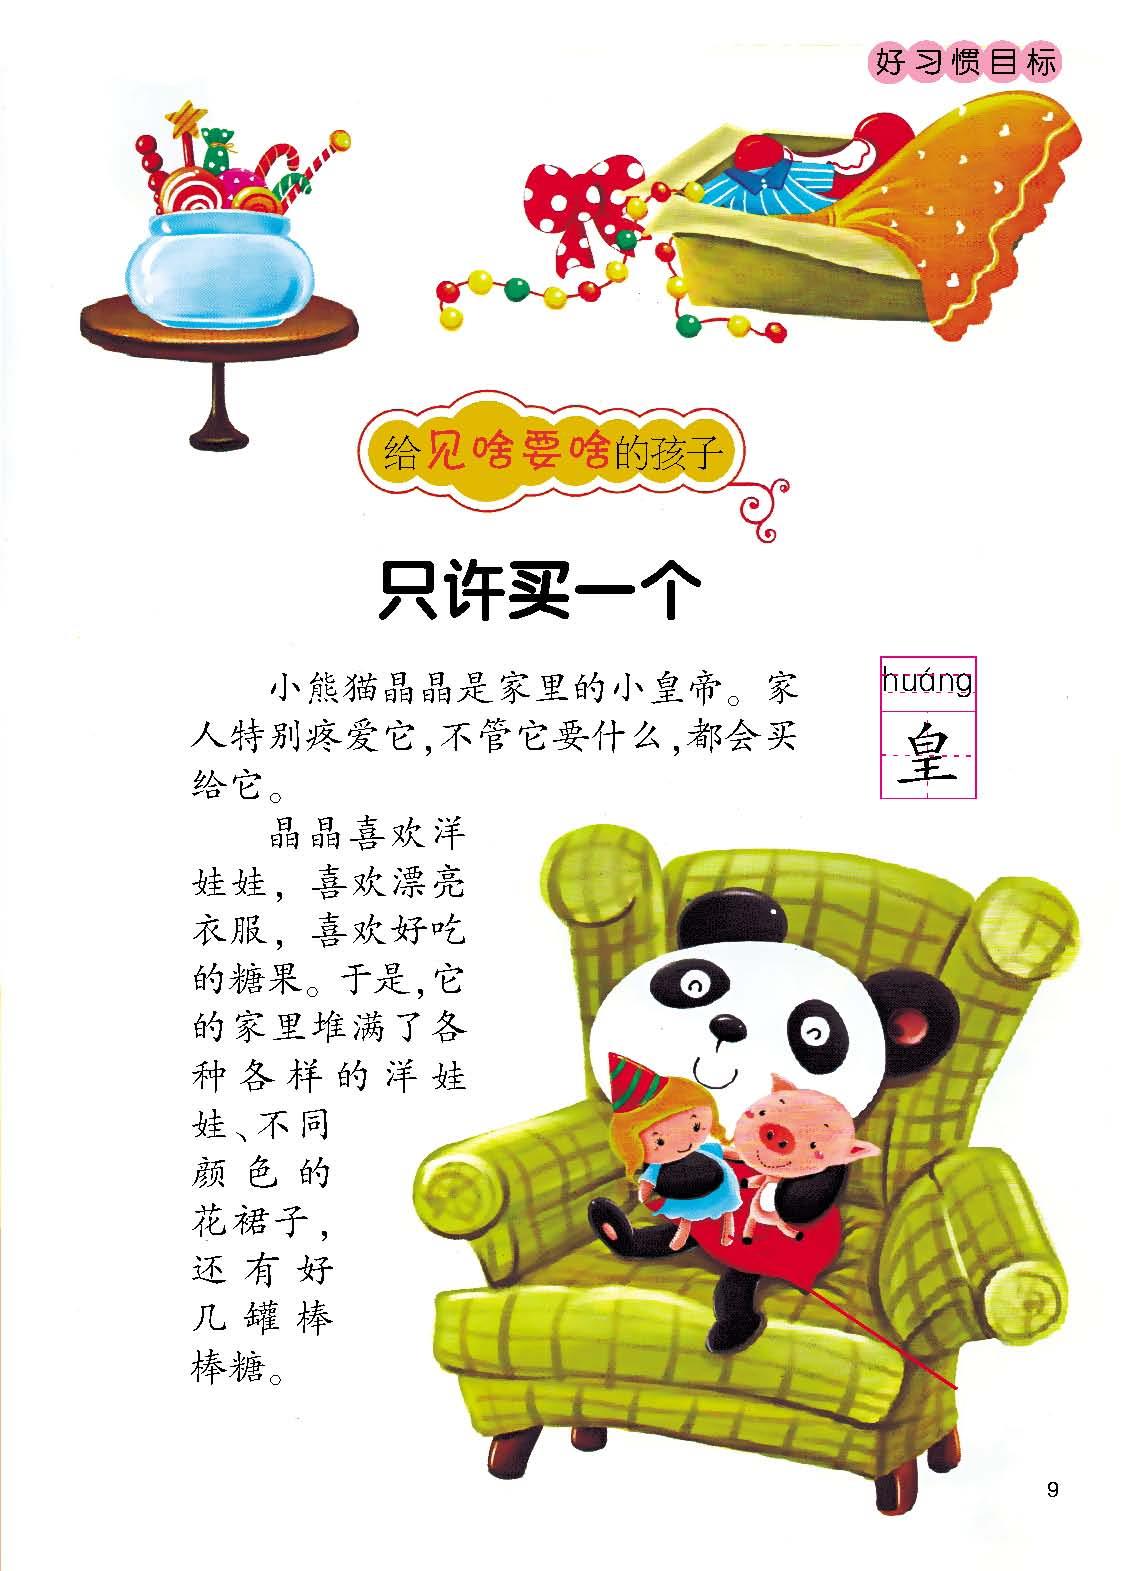 好习惯目标
给见啥要啥的孩子
只许买一个
小熊猫晶晶是家里的小皇帝。家
人特别疼爱它,不管它要什么,都会买
给它。
huáng
皇
晶晶喜欢洋
娃娃，喜欢漂亮
衣服，喜欢好吃
的糖果。于是,它
的家里堆满了各
种各样的洋娃
娃、不同
颜色的
花裙子，
还有好
几罐棒
棒糖。
9